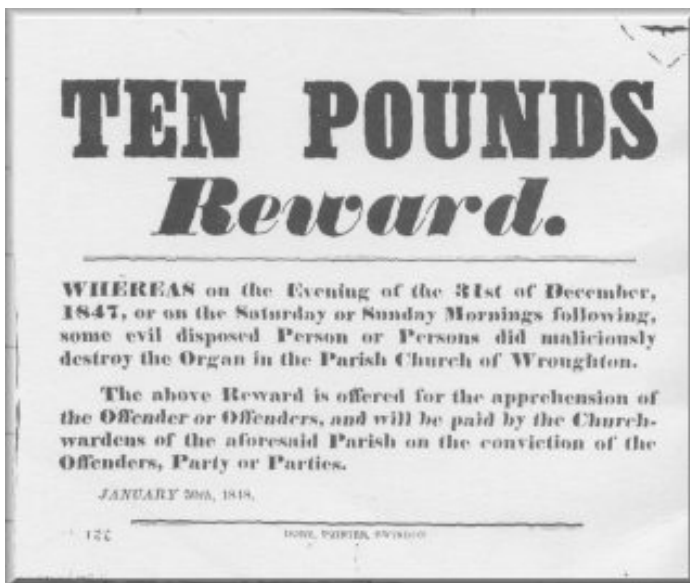 TEN POUNDS
Reward.
WHEREAS on the Evening of the 31st of December,
1847, or on the Saturday or Sunday Mornings following,
some evil disposed Person or Persons did maliciously
destroy the Organ in the Parish Church of Wroughton.
The above Reward is offered for the apprehension of
the Offender or Offenders, and will be paid by the Church-
wardens of the aforesaid Parish on the conviction of the
Offenders, Party or Parties.
JANUARY 1848.
PRINTER, SWINDON